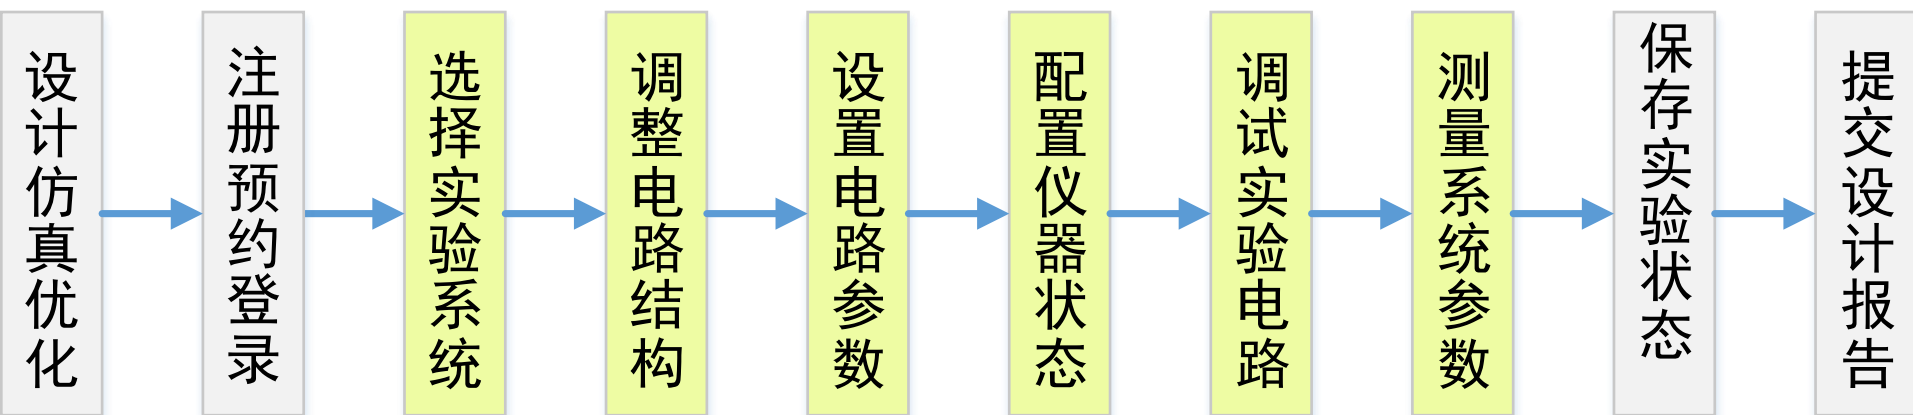 设计仿真优化
注册预约登录
选择实验系统
调整电路结构
设置电路参数
配置仪器状态
调试实验电路
测量系统参数
保存实验状态
提交设计报告